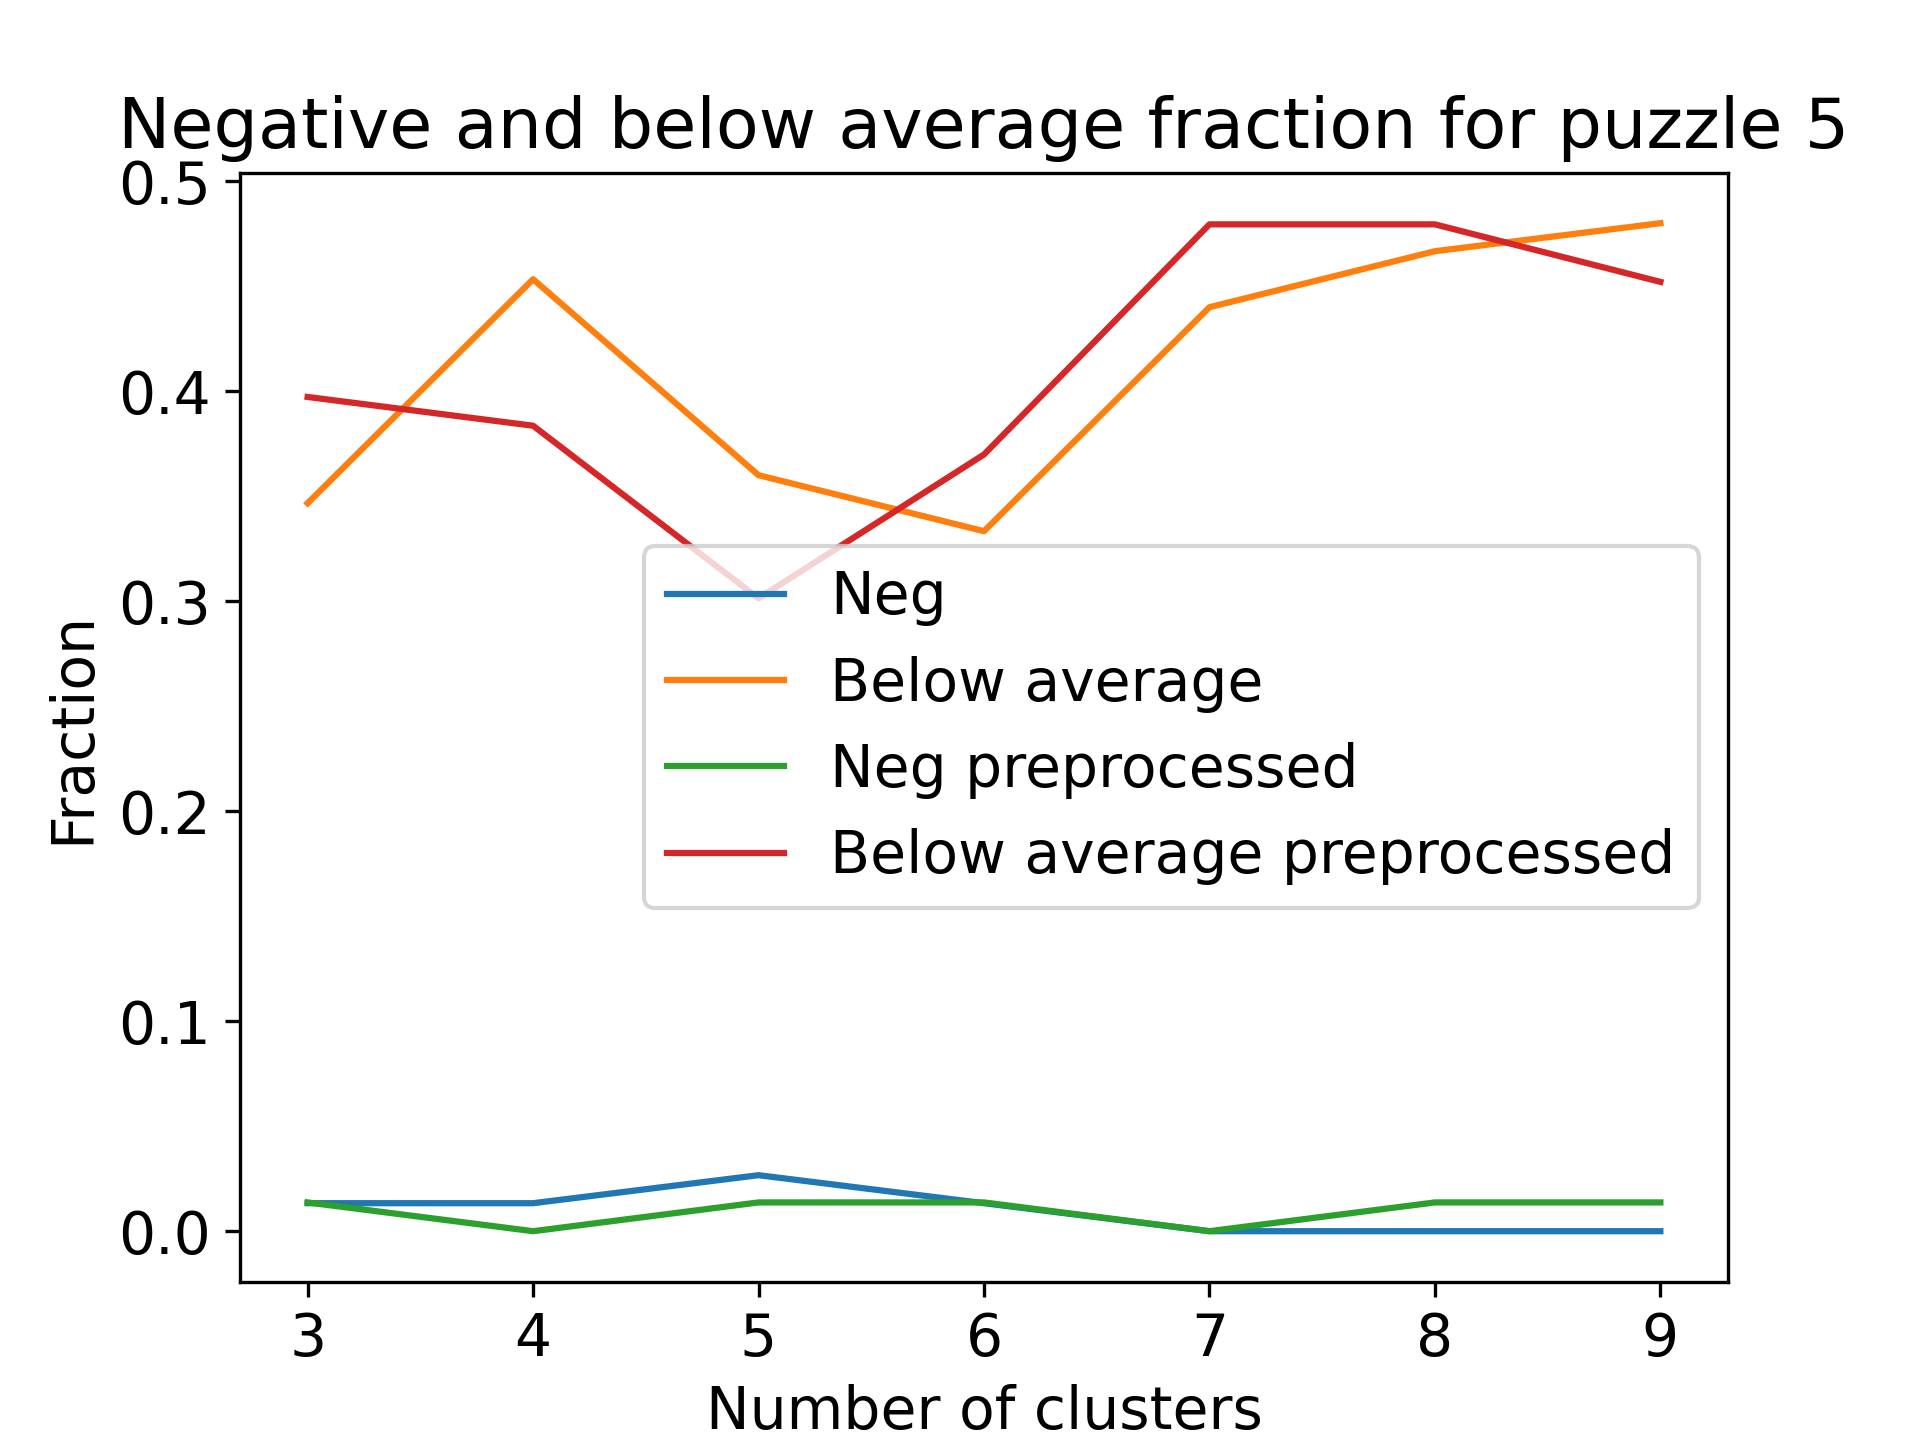 Negative and below average fraction for puzzle 5
0.5
0.4
0.3
0.2
0.1
0.0
Fraction
Neg
Below average
Neg preprocessed
Below average preprocessed
3 4 5 6 7 8 9
Number of clusters